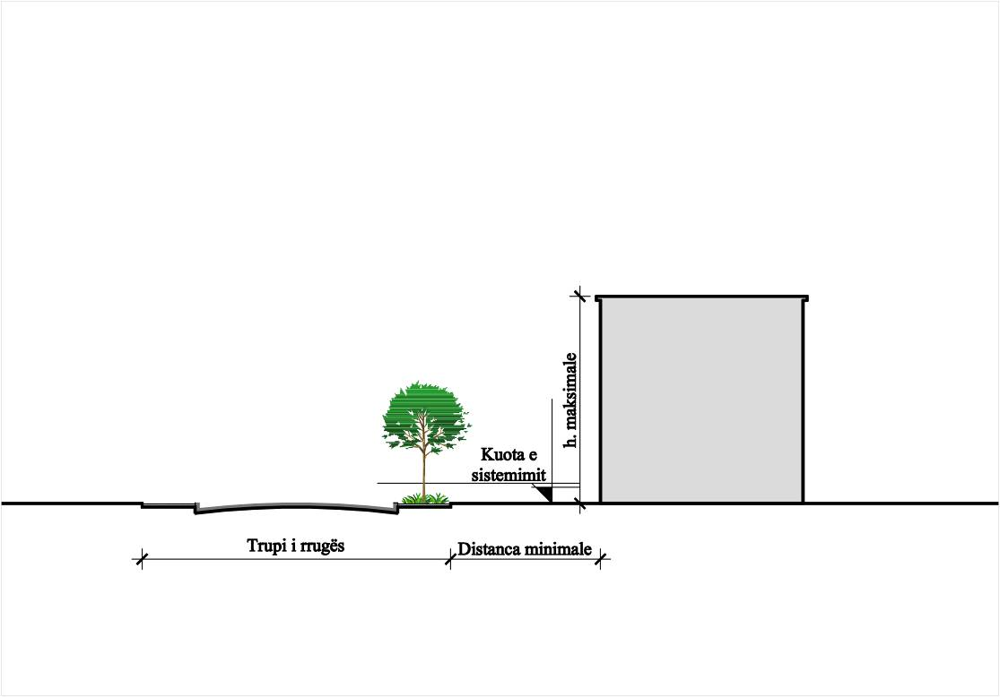 h. maksimale
Kuota e
sistemimit
Trupi i rrugës
Distanca minimale